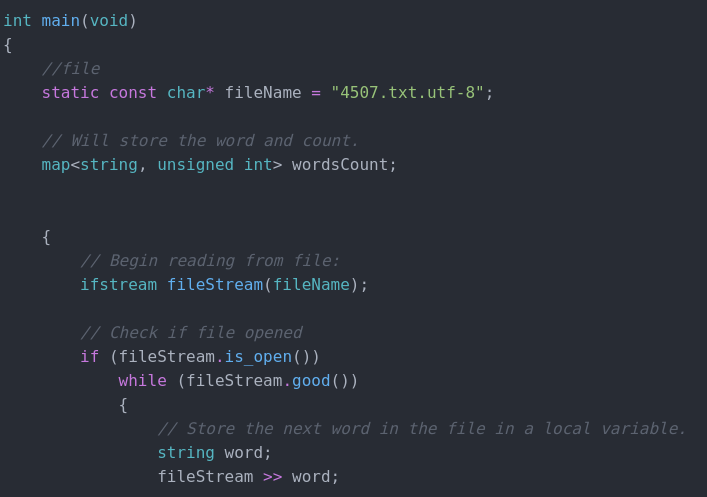 int main(void)
{
    //file
    static const char* fileName = "4507.txt.utf-8";
    // Will store the word and count.
    map<string, unsigned int> wordsCount;
    {
        // Begin reading from file:
        ifstream fileStream(fileName);
        // Check if file opened
        if (fileStream.is_open())
            while (fileStream.good())
            {
                // Store the next word in the file in a local variable.
                string word;
                fileStream >> word;